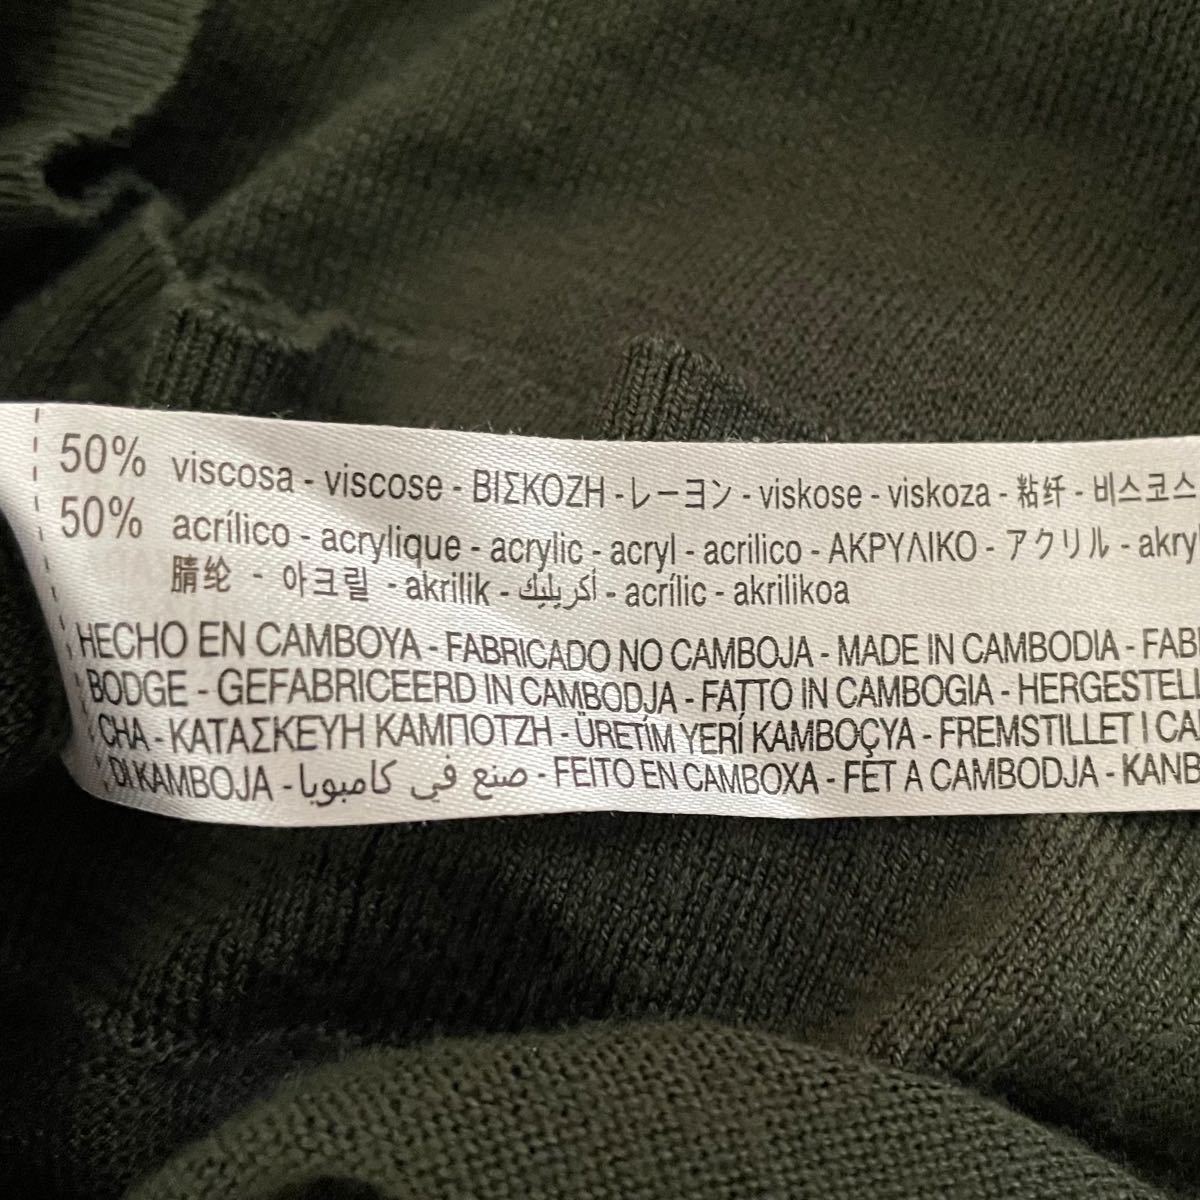 50% viscosa - viscose - ΒΙΣΚΟΖΗ - レーヨン - viskose - viskoza - 粘纤 - 비스코스
50% acrílico - acrylique - acrylic - acryl - acrilico - ΑΚΡΥΛΙΚΟ - アクリル - akry
腈纶 - 아크릴 - akrilik - أكريليك - acrílic - akrilikoa
HECHO EN CAMBOYA - FABRICADO NO CAMBOJA - MADE IN CAMBODIA - FAB
BODGE - GEFABRICEERD IN CAMBODJA - FATTO IN CAMBOGIA - HERGESTELL
CHA - ΚΑΤΑΣΚΕΥΗ ΚΑΜΠΟΤΖΗ - ÜRETİM YERİ KAMBOÇYA - FREMSTILLET I CA
DI KAMBOJA - صنع في كامبويا - FEITO EN CAMBOXA - FET A CAMBODJA - KANB